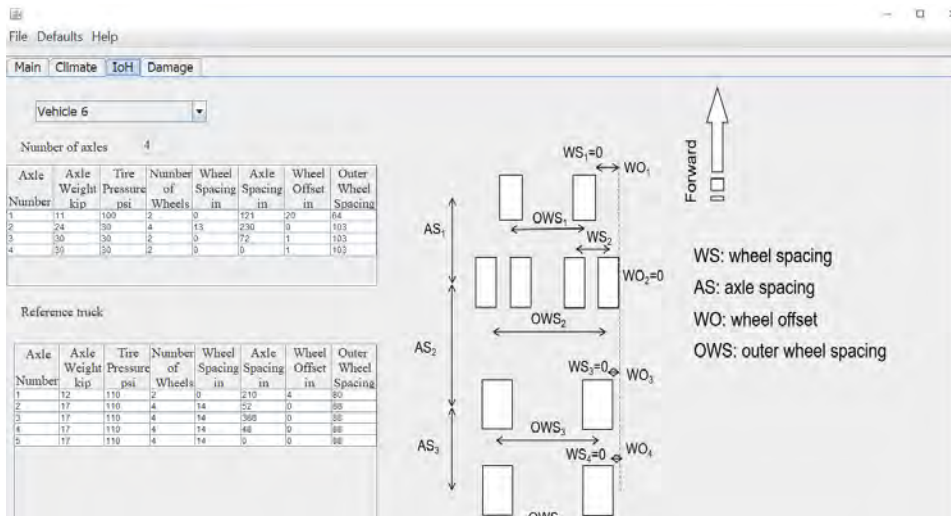 File Defaults Help
Main Climate IoH Damage
Vehicle 6
Number of axles 4
Axle Number Axle Weight kip Tire Pressure psi Number of Wheels Wheel Spacing in Axle Spacing in Wheel Offset in Outer Wheel Spacing
1 11 100 2 0 121 20 64
2 24 30 4 13 230 0 103
3 30 30 2 0 72 1 103
4 30 30 2 0 0 1 103
Reference truck
Axle Number Axle Weight kip Tire Pressure psi Number of Wheels Wheel Spacing in Axle Spacing in Wheel Offset in Outer Wheel Spacing
1 12 110 2 0 210 4 80
2 17 110 4 14 52 0 88
3 17 110 4 14 388 0 88
4 17 110 4 14 48 0 88
5 17 110 4 14 0 0 88
WS₁=0
WO₁
OWS₁
AS₁
WS₂
WO₂=0
OWS₂
AS₂
WS₃=0
WO₃
OWS₃
AS₃
WS₄=0
WO₄
Forward
WS: wheel spacing
AS: axle spacing
WO: wheel offset
OWS: outer wheel spacing